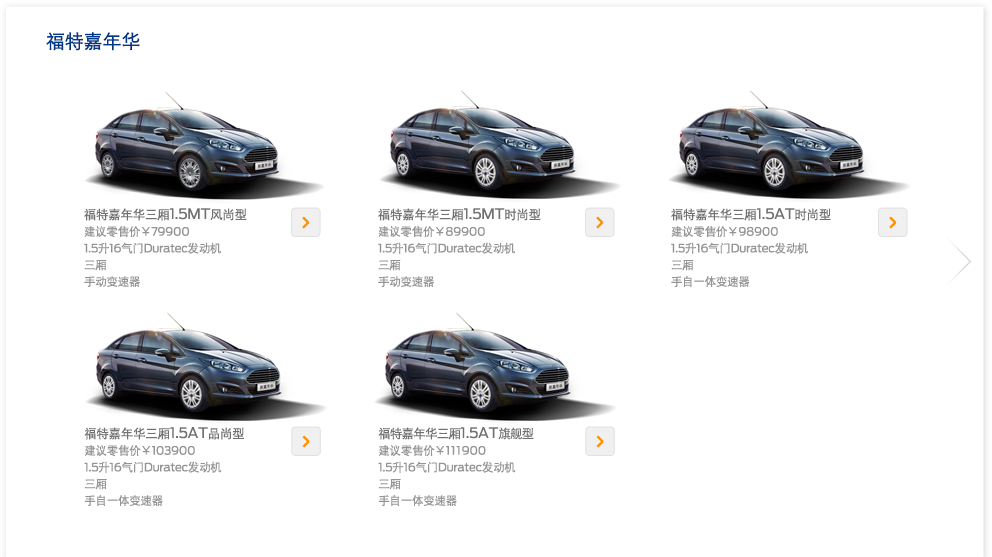 福特嘉年华
福特嘉年华三厢1.5MT风尚型
建议零售价￥79900
1.5升16气门Duratec发动机
三厢
手动变速器
福特嘉年华三厢1.5MT时尚型
建议零售价￥89900
1.5升16气门Duratec发动机
三厢
手动变速器
福特嘉年华三厢1.5AT时尚型
建议零售价￥98900
1.5升16气门Duratec发动机
三厢
手自一体变速器
福特嘉年华三厢1.5AT品尚型
建议零售价￥103900
1.5升16气门Duratec发动机
三厢
手自一体变速器
福特嘉年华三厢1.5AT旗舰型
建议零售价￥111900
1.5升16气门Duratec发动机
三厢
手自一体变速器